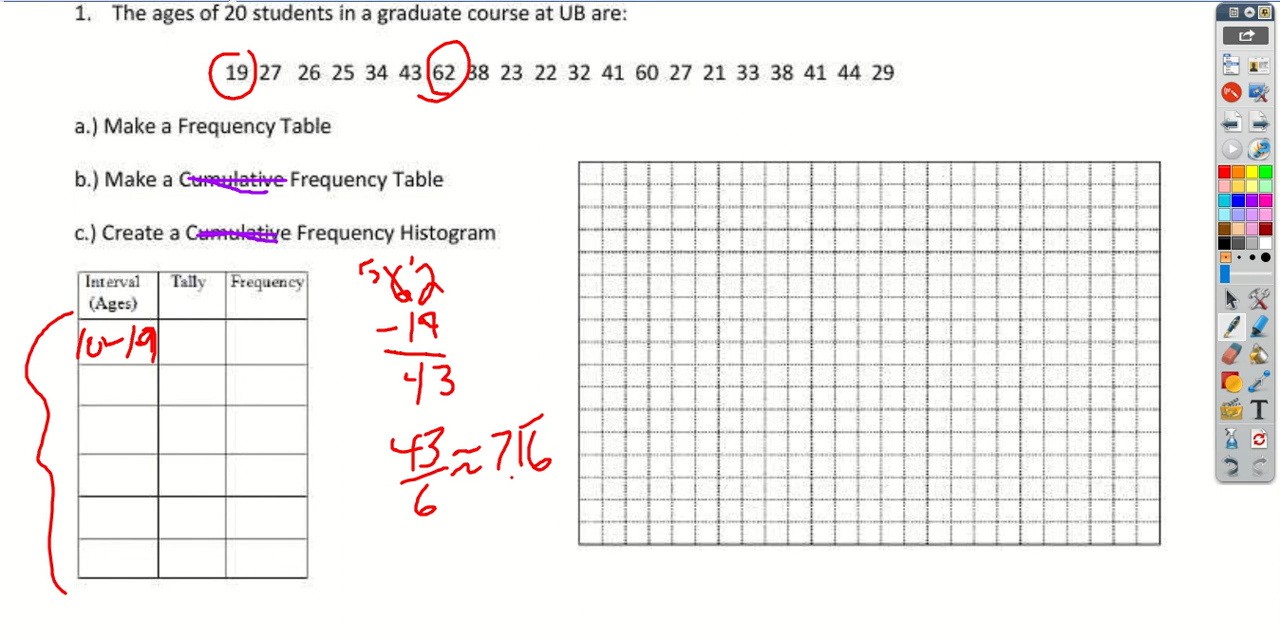 1. The ages of 20 students in a graduate course at UB are:
19 27 26 25 34 43 62 38 23 22 32 41 60 27 21 33 38 41 44 29
a.) Make a Frequency Table
b.) Make a Cumulative Frequency Table
c.) Create a Cumulative Frequency Histogram
Interval (Ages) Tally Frequency
10-19
5 1
62
-19
43
43/6 ≈ 7.16
T